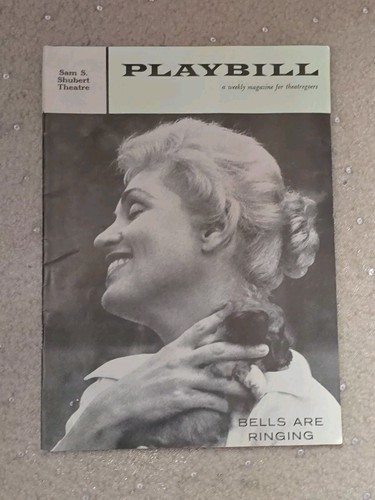 Sam S.
Shubert
Theatre
PLAYBILL
a weekly magazine for theatregoers
BELLS ARE
RINGING